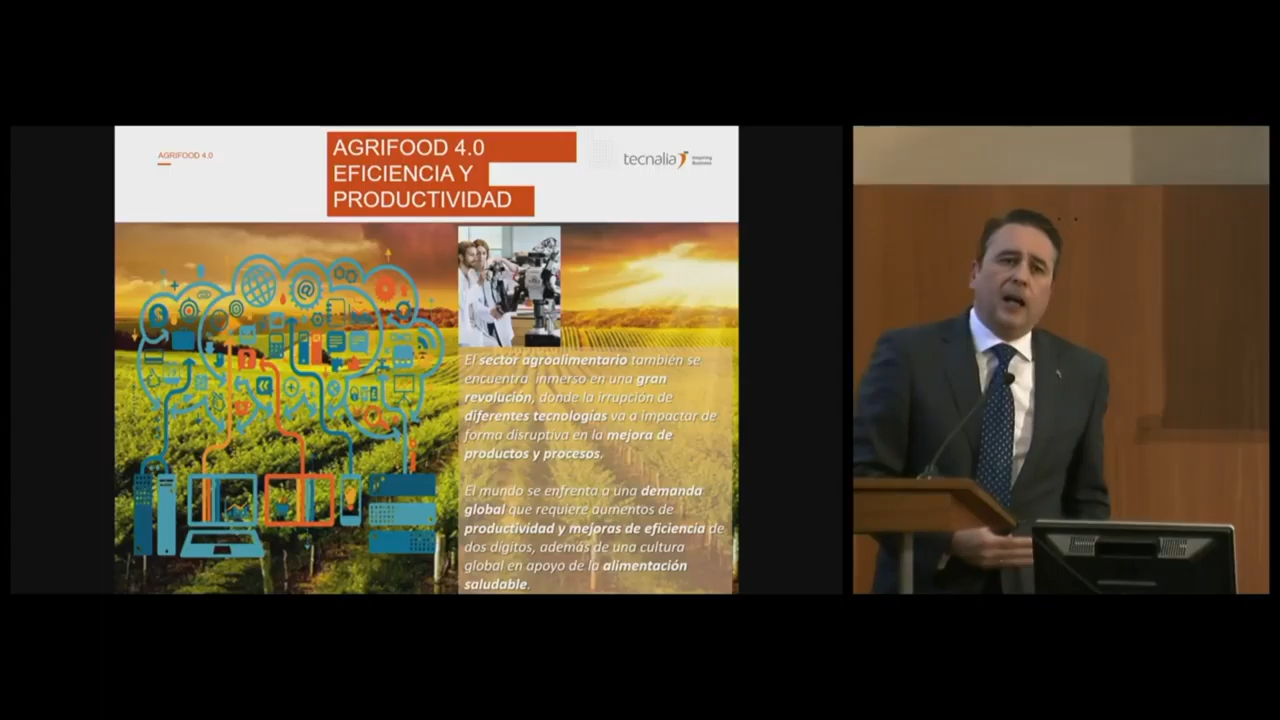 AGRIFOOD 4.0
AGRIFOOD 4.0
EFICIENCIA Y
PRODUCTIVIDAD
tecnalia
Inspiring
Business
El sector agroalimentario también se
encuentra inmerso en una gran
revolución, donde la irrupción de
diferentes tecnologías va a impactar de
forma disruptiva en la mejora de
productos y procesos.
El mundo se enfrenta a una demanda
global que requiere aumentos de
productividad y mejoras de eficiencia de
dos dígitos, además de una cultura
global en apoyo de la alimentación
saludable.